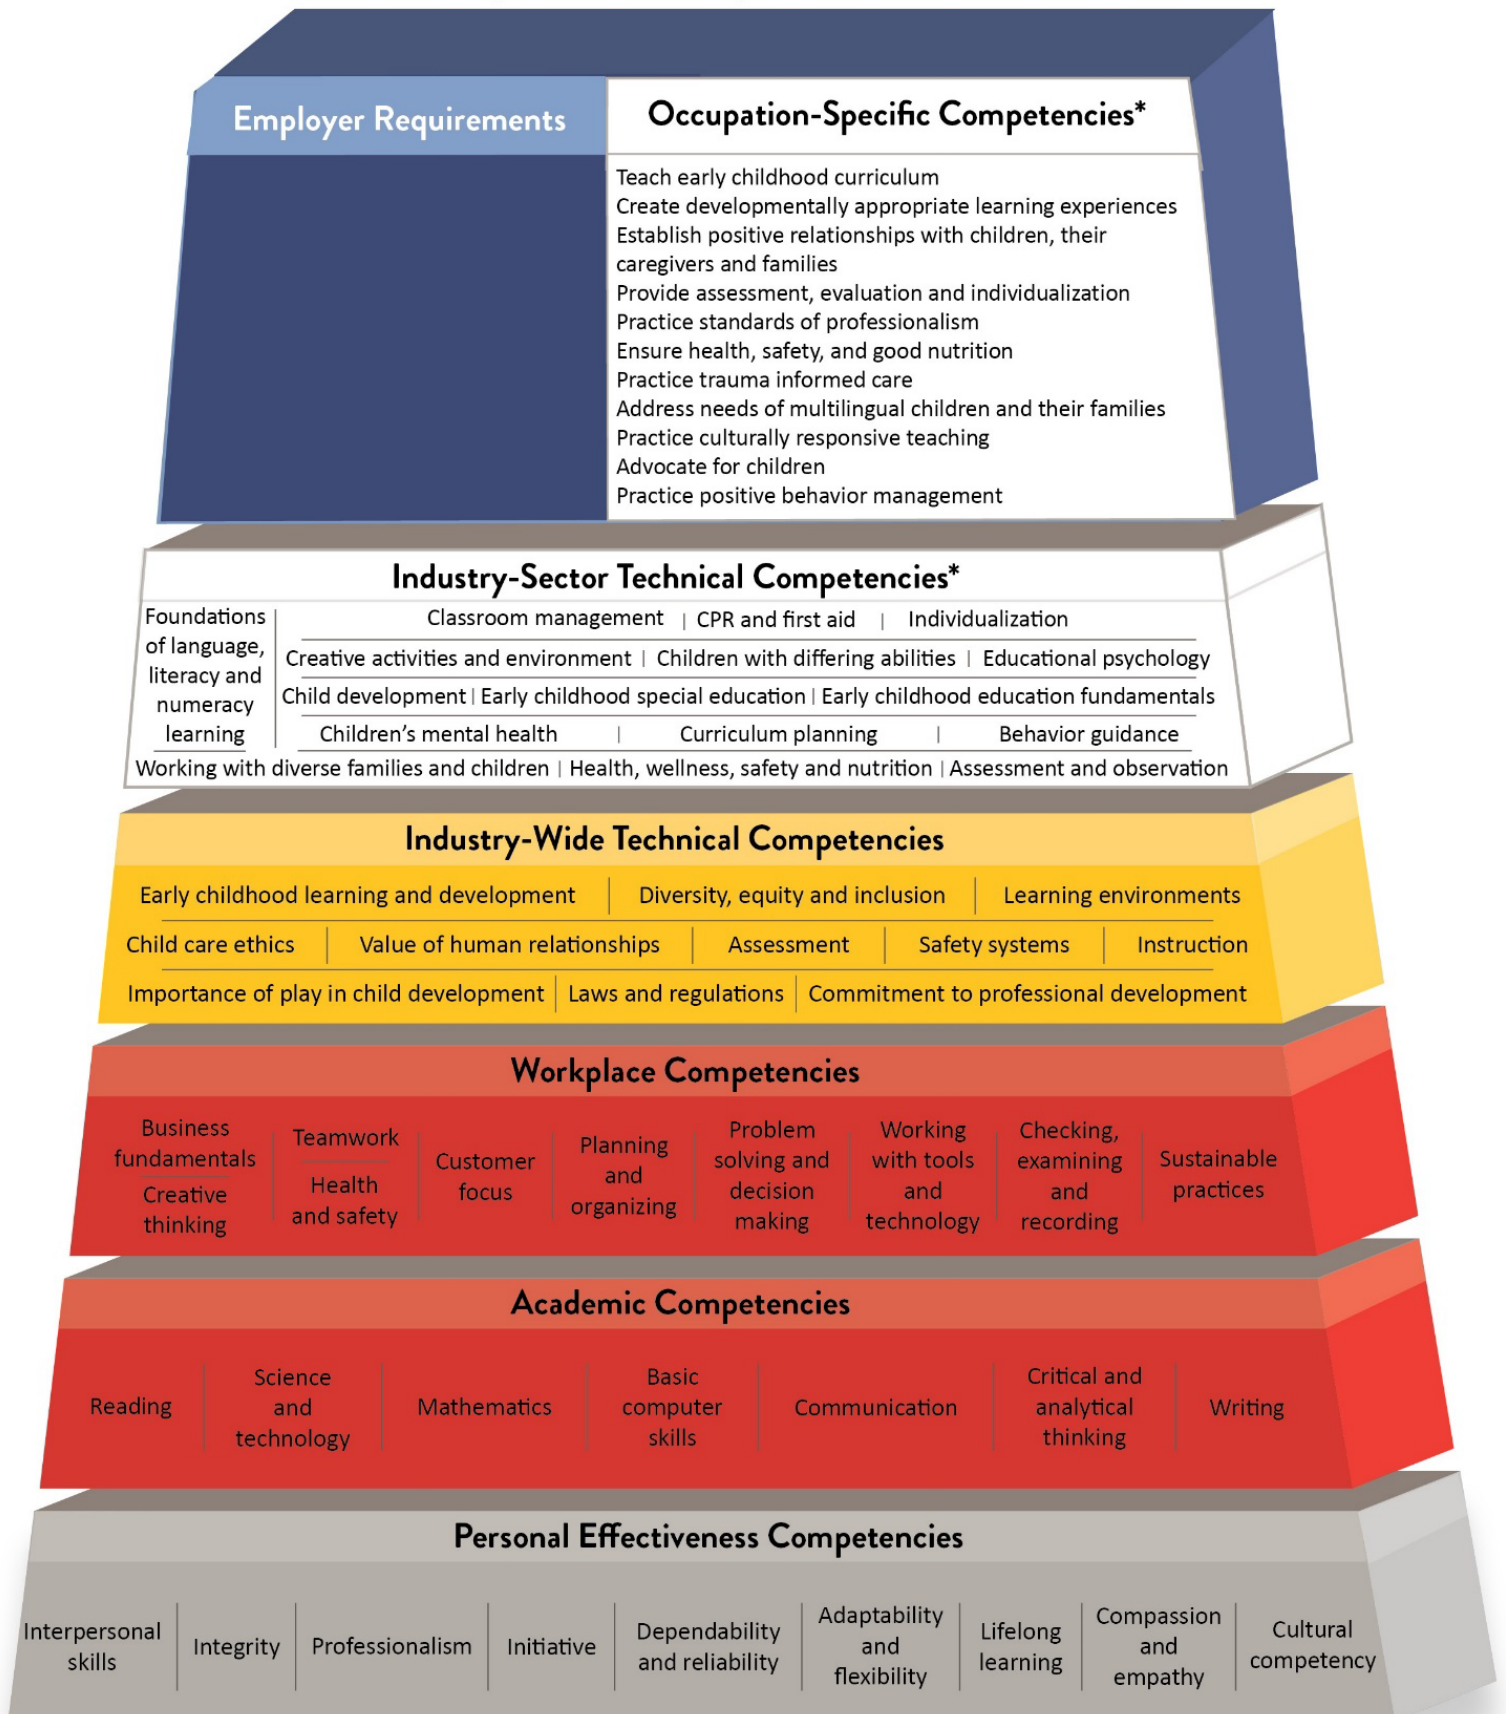 Employer Requirements
Occupation-Specific Competencies*
Teach early childhood curriculum
Create developmentally appropriate learning experiences
Establish positive relationships with children, their
caregivers and families
Provide assessment, evaluation and individualization
Practice standards of professionalism
Ensure health, safety, and good nutrition
Practice trauma informed care
Address needs of multilingual children and their families
Practice culturally responsive teaching
Advocate for children
Practice positive behavior management
Industry-Sector Technical Competencies*
Foundations
of language,
literacy and
numeracy
learning
Classroom management | CPR and first aid | Individualization
Creative activities and environment | Children with differing abilities | Educational psychology
Child development | Early childhood special education | Early childhood education fundamentals
Children's mental health | Curriculum planning | Behavior guidance
Working with diverse families and children | Health, wellness, safety and nutrition | Assessment and observation
Industry-Wide Technical Competencies
Early childhood learning and development | Diversity, equity and inclusion | Learning environments
Child care ethics | Value of human relationships | Assessment | Safety systems | Instruction
Importance of play in child development | Laws and regulations | Commitment to professional development
Workplace Competencies
Business
fundamentals
Creative
thinking
Teamwork
Health
and safety
Customer
focus
Planning
and
organizing
Problem
solving and
decision
making
Working
with tools
and
technology
Checking,
examining
and
recording
Sustainable
practices
Academic Competencies
Reading
Science
and
technology
Mathematics
Basic
computer
skills
Communication
Critical and
analytical
thinking
Writing
Personal Effectiveness Competencies
Interpersonal
skills
Integrity
Professionalism
Initiative
Dependability
and reliability
Adaptability
and
flexibility
Lifelong
learning
Compassion
and
empathy
Cultural
competency